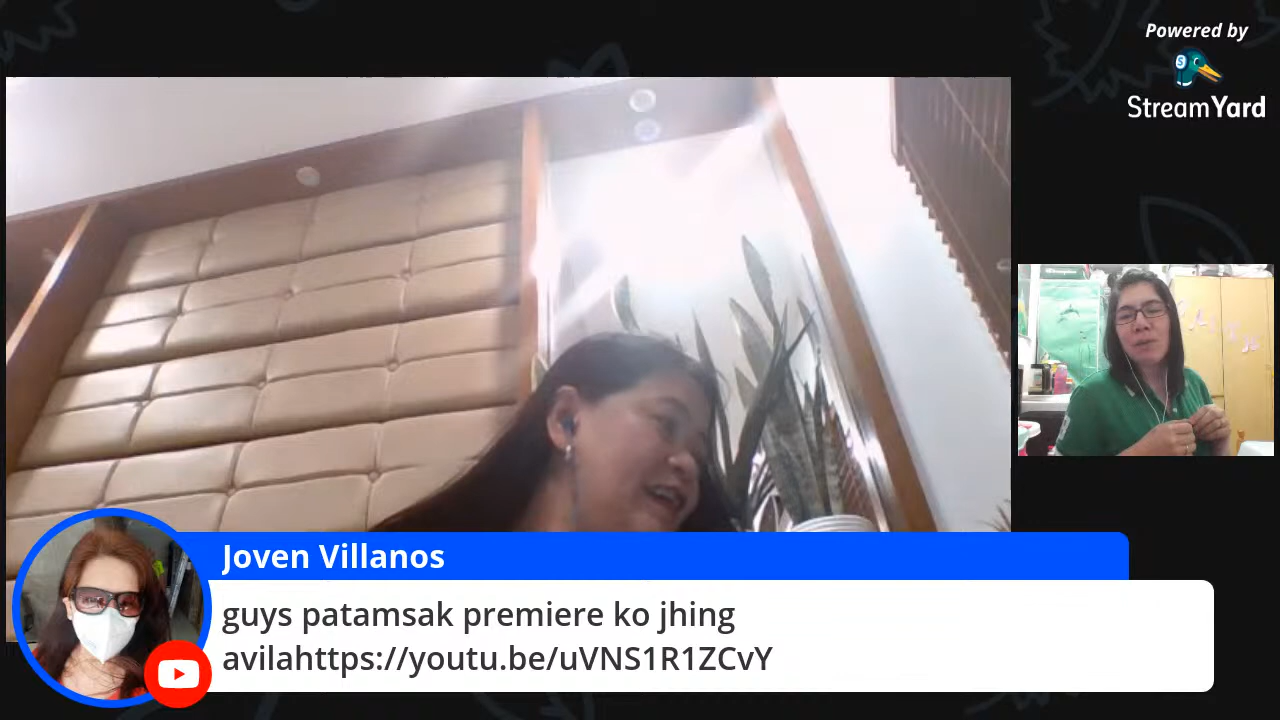 Powered by
StreamYard
Joven Villanos
guys patamsak premiere ko jhing
avilahttps://youtu.be/uVNS1R1ZCvY